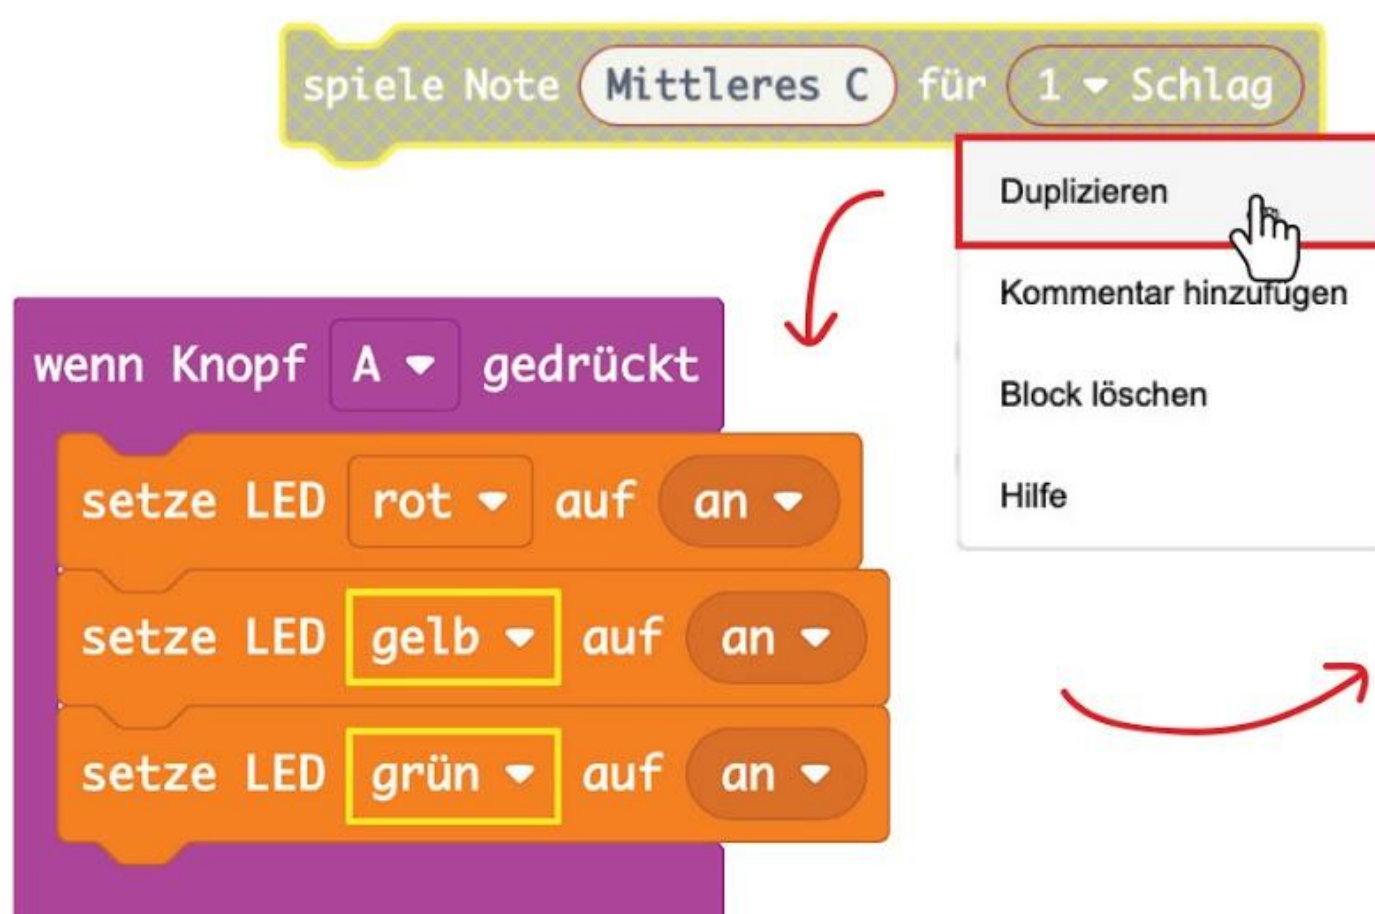 spiele Note Mittleres C für 1 Schlag
Duplizieren
Kommentar hinzufügen
Block löschen
Hilfe
wenn Knopf A gedrückt
setze LED rot auf an
setze LED gelb auf an
setze LED grün auf an